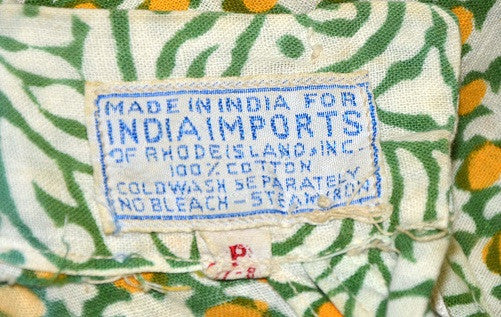 MADE IN INDIA FOR
INDIA IMPORTS
OF RHODE ISLAND, INC.
100% COTTON
COLDWASH SEPARATELY
NO BLEACH - STEAM IRON
P